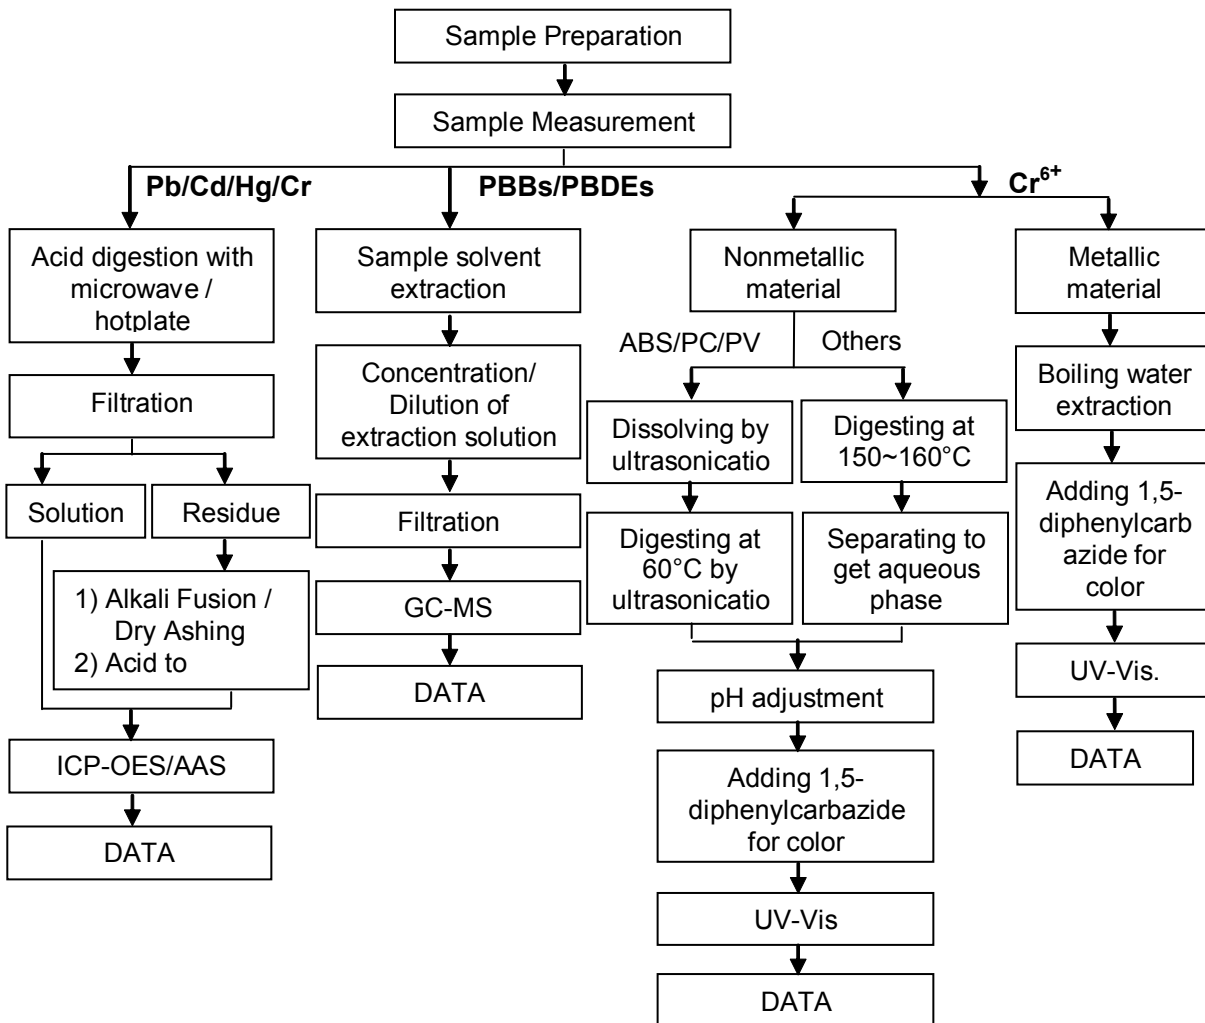 Sample Preparation
Sample Measurement
Pb/Cd/Hg/Cr
PBBs/PBDEs
Cr⁶⁺
Acid digestion with
microwave /
hotplate
Filtration
Solution
Residue
1) Alkali Fusion /
Dry Ashing
2) Acid to
ICP-OES/AAS
DATA
Sample solvent
extraction
Concentration/
Dilution of
extraction solution
Filtration
GC-MS
DATA
Nonmetallic
material
ABS/PC/PV
Others
Dissolving by
ultrasonicatio
Digesting at
60°C by
ultrasonicatio
Digesting at
150~160°C
Separating to
get aqueous
phase
pH adjustment
Adding 1,5-
diphenylcarbazide
for color
UV-Vis
DATA
Metallic
material
Boiling water
extraction
Adding 1,5-
diphenylcarb
azide for
color
UV-Vis.
DATA